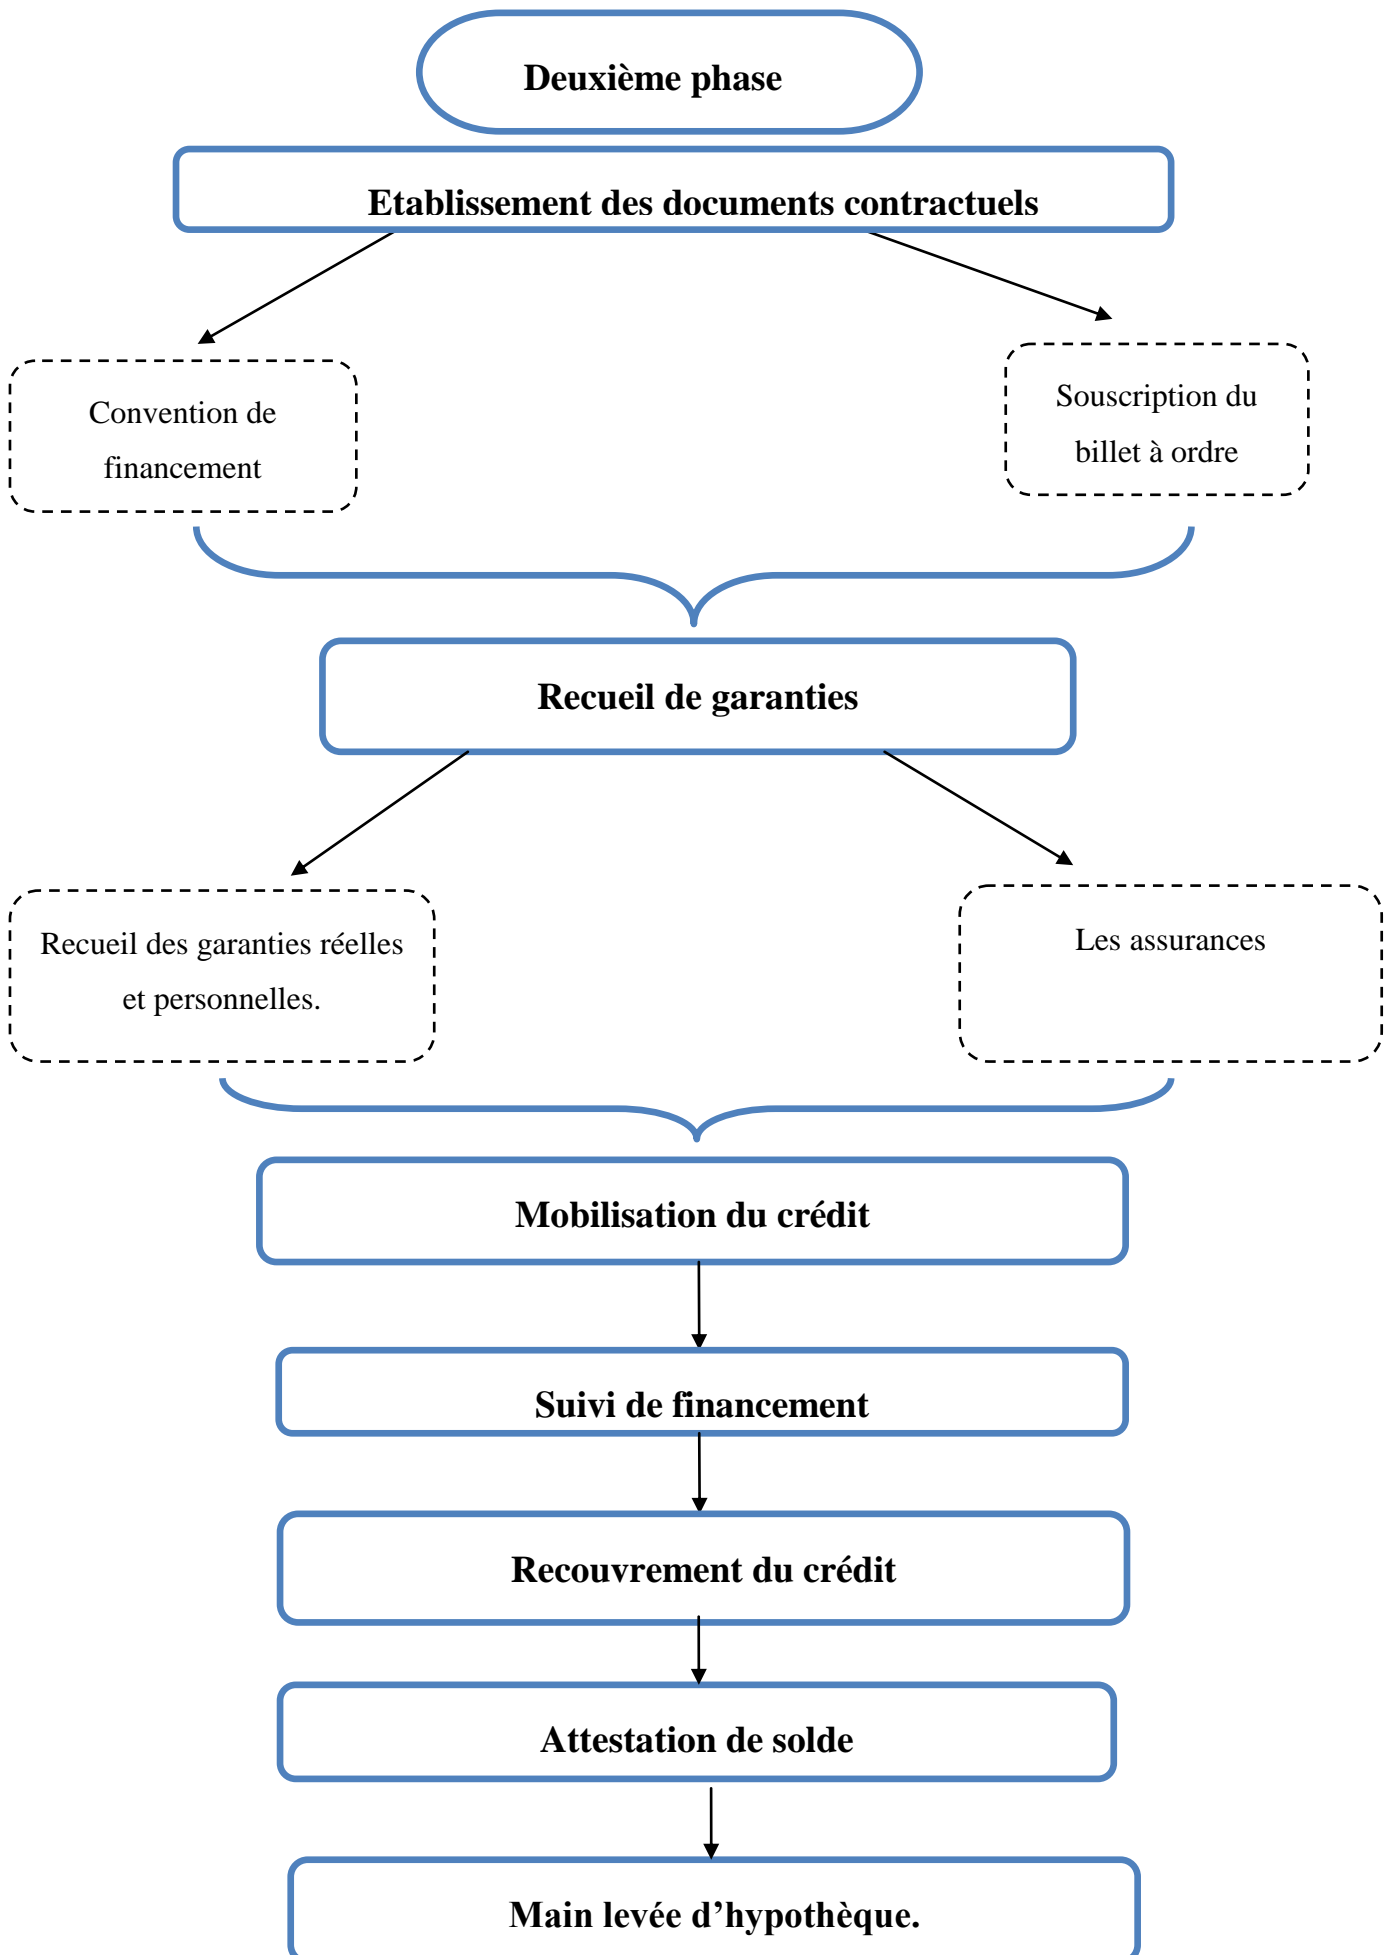 Deuxième phase
Etablissement des documents contractuels
Convention de
financement
Souscription du
billet à ordre
Recueil de garanties
Recueil des garanties réelles
et personnelles.
Les assurances
Mobilisation du crédit
Suivi de financement
Recouvrement du crédit
Attestation de solde
Main levée d’hypothèque.